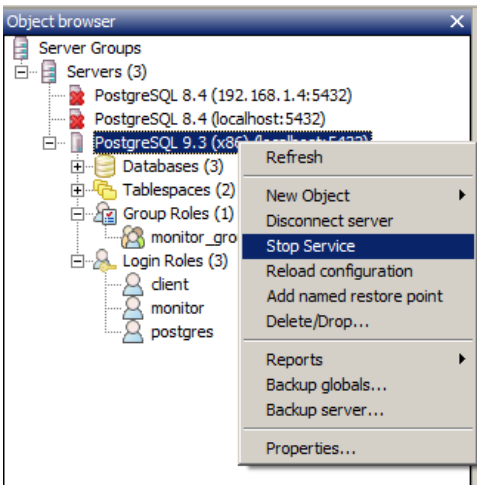 Object browser
Server Groups
Servers (3)
PostgreSQL 8.4 (192.168.1.4:5432)
PostgreSQL 8.4 (localhost:5432)
PostgreSQL 9.3 (x86) (localhost:5432)
Databases (3)
Tablespaces (2)
Group Roles (1)
monitor_gro
Login Roles (3)
client
monitor
postgres
Refresh
New Object
Disconnect server
Stop Service
Reload configuration
Add named restore point
Delete/Drop...
Reports
Backup globals...
Backup server...
Properties...